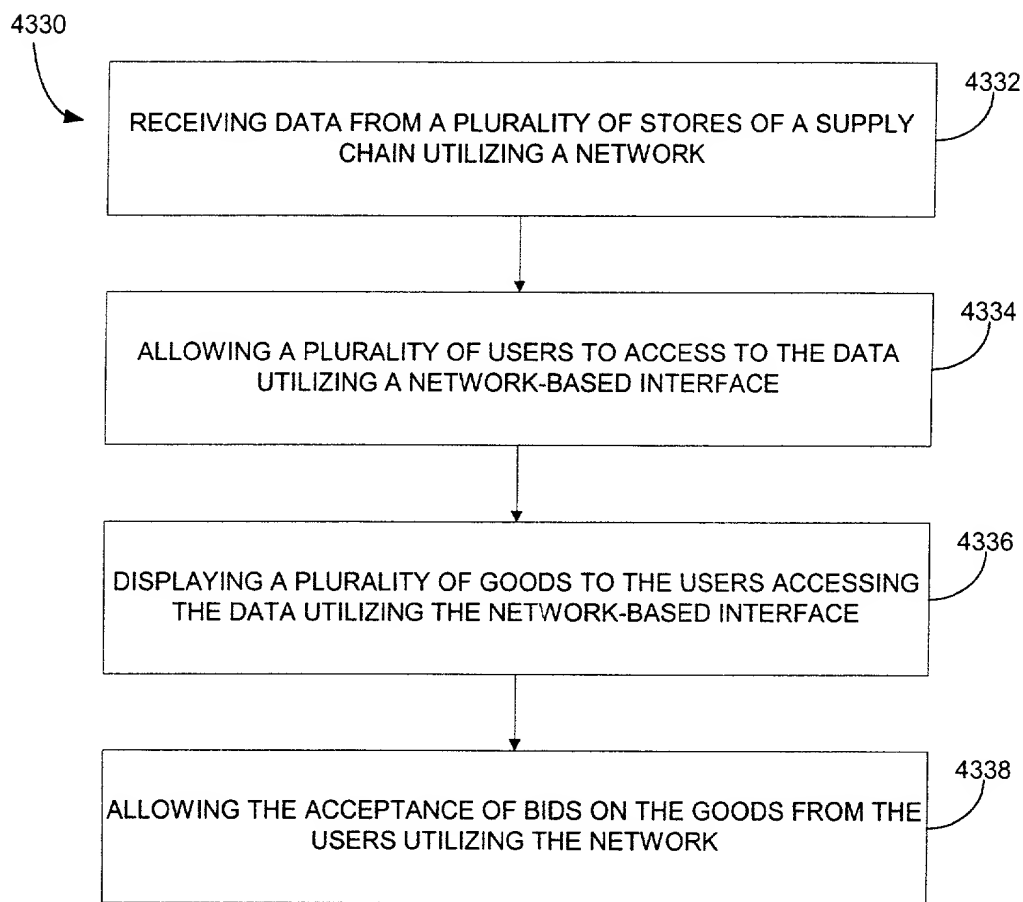 4330
4332
RECEIVING DATA FROM A PLURALITY OF STORES OF A SUPPLY
CHAIN UTILIZING A NETWORK
4334
ALLOWING A PLURALITY OF USERS TO ACCESS TO THE DATA
UTILIZING A NETWORK-BASED INTERFACE
4336
DISPLAYING A PLURALITY OF GOODS TO THE USERS ACCESSING
THE DATA UTILIZING THE NETWORK-BASED INTERFACE
4338
ALLOWING THE ACCEPTANCE OF BIDS ON THE GOODS FROM THE
USERS UTILIZING THE NETWORK